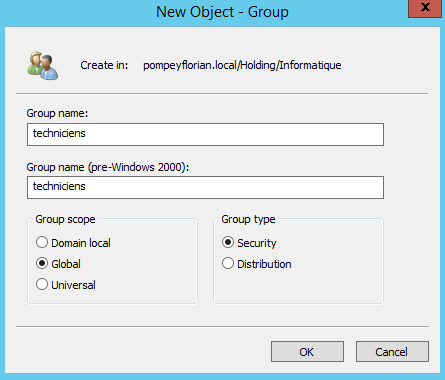 New Object - Group
x
Create in: pompeyflorian.local/Holding/Informatique
Group name:
techniciens
Group name (pre-Windows 2000):
techniciens
Group scope
Domain local
Global
Universal
Group type
Security
Distribution
OK
Cancel